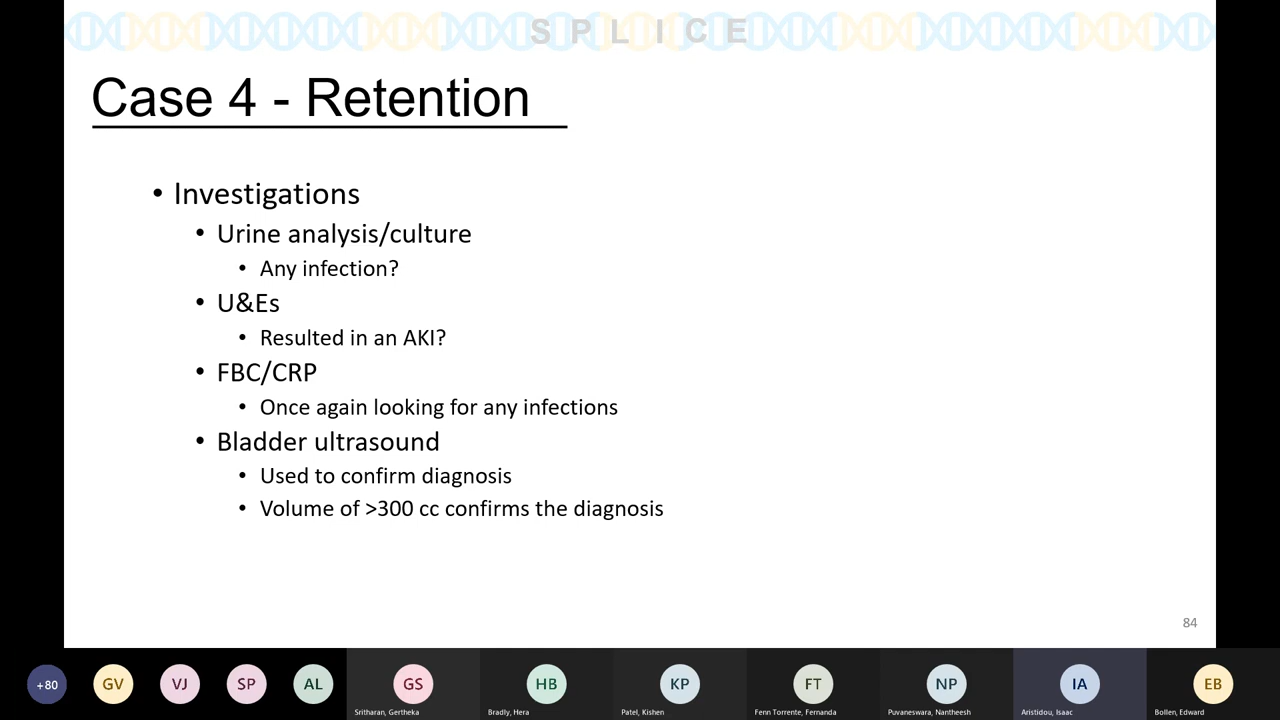 S P L I C E
Case 4 - Retention
• Investigations
• Urine analysis/culture
• Any infection?
• U&Es
• Resulted in an AKI?
• FBC/CRP
• Once again looking for any infections
• Bladder ultrasound
• Used to confirm diagnosis
• Volume of >300 cc confirms the diagnosis
84
+80 GV VJ SP AL GS HB KP FT NP IA EB
Sritharan, Gertheka Bradly, Hera Patel, Kishen Fenn Torrente, Fernanda Puvaneswara, Nantheesh Aristidou, Isaac Bollen, Edward